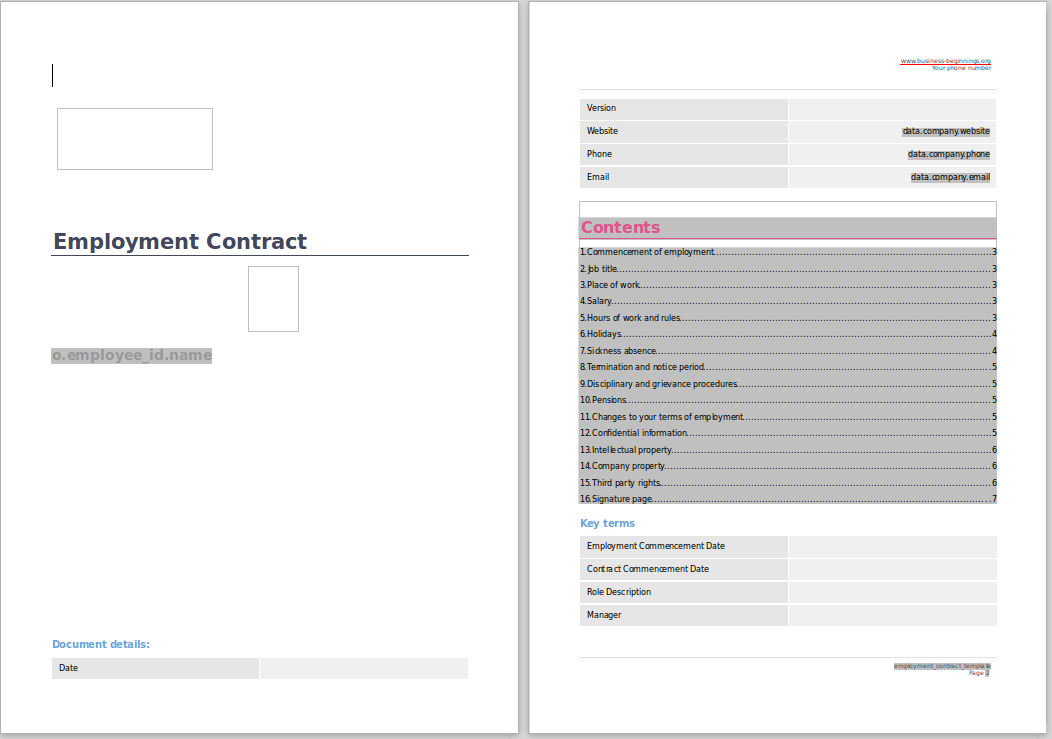 Employment Contract
o.employee_id.name
Document details:
Date
www.business-beginnings.org
Your phone number
Version
Website data.company.website
Phone data.company.phone
Email data.company.email
Contents
1.Commencement of employment 3
2.Job title 3
3.Place of work 3
4.Salary 3
5.Hours of work and rules 3
6.Holidays 4
7.Sickness absence 4
8.Termination and notice period 5
9.Disciplinary and grievance procedures 5
10.Pensions 5
11.Changes to your terms of employment 5
12.Confidential information 5
13.Intellectual property 6
14.Company property 6
15.Third party rights 6
16.Signature page 7
Key terms
Employment Commencement Date
Contract Commencement Date
Role Description
Manager
employment_contract_template
Page 2